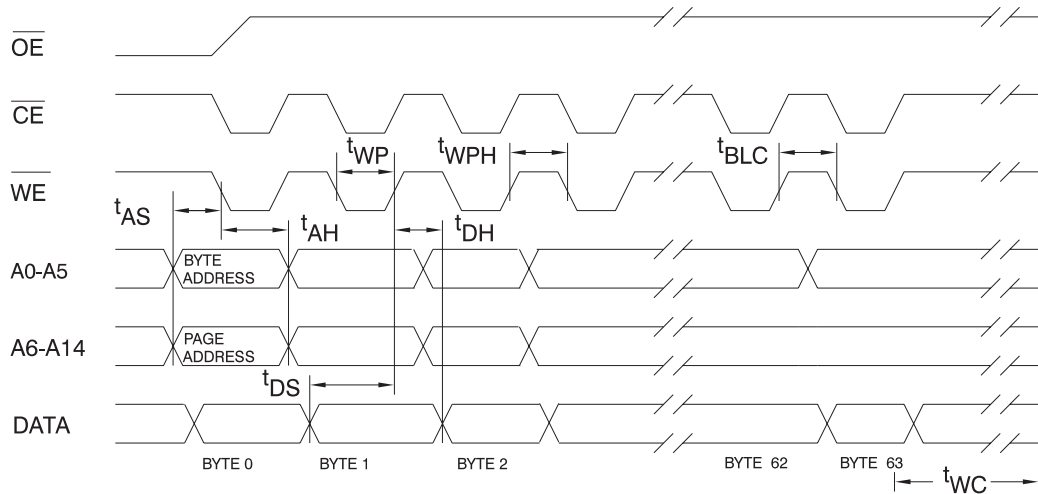 OE
CE
tWP
tWPH
tBLC
WE
tAS
tAH
tDH
A0-A5
BYTE
ADDRESS
A6-A14
PAGE
ADDRESS
tDS
DATA
BYTE 0
BYTE 1
BYTE 2
BYTE 62
BYTE 63
tWC